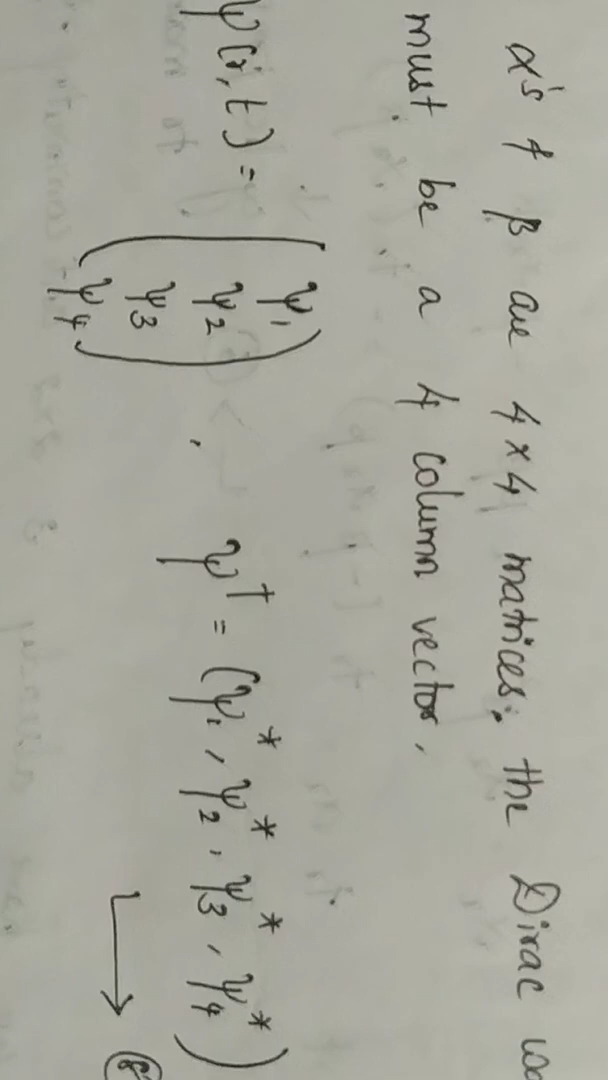 α's & β are 4×4 matrices, the Dirac
must be a 4 column vector,
ψ(r,t) = (ψ₁ ψ₂ ψ₃ ψ₄), ψ† = (ψ₁*, ψ₂*, ψ₃*, ψ₄*)
→ (8